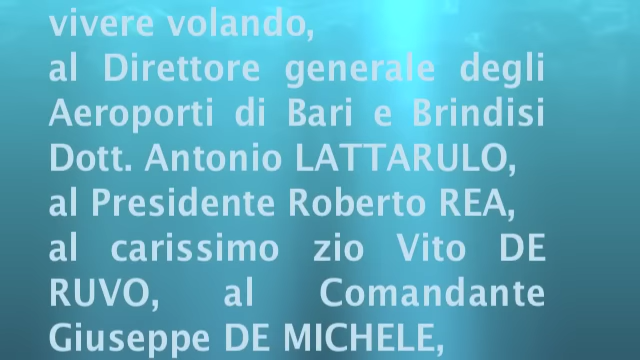 vivere volando,
al Direttore generale degli
Aeroporti di Bari e Brindisi
Dott. Antonio LATTARULO,
al Presidente Roberto REA,
al carissimo zio Vito DE
RUVO, al Comandante
Giuseppe DE MICHELE,